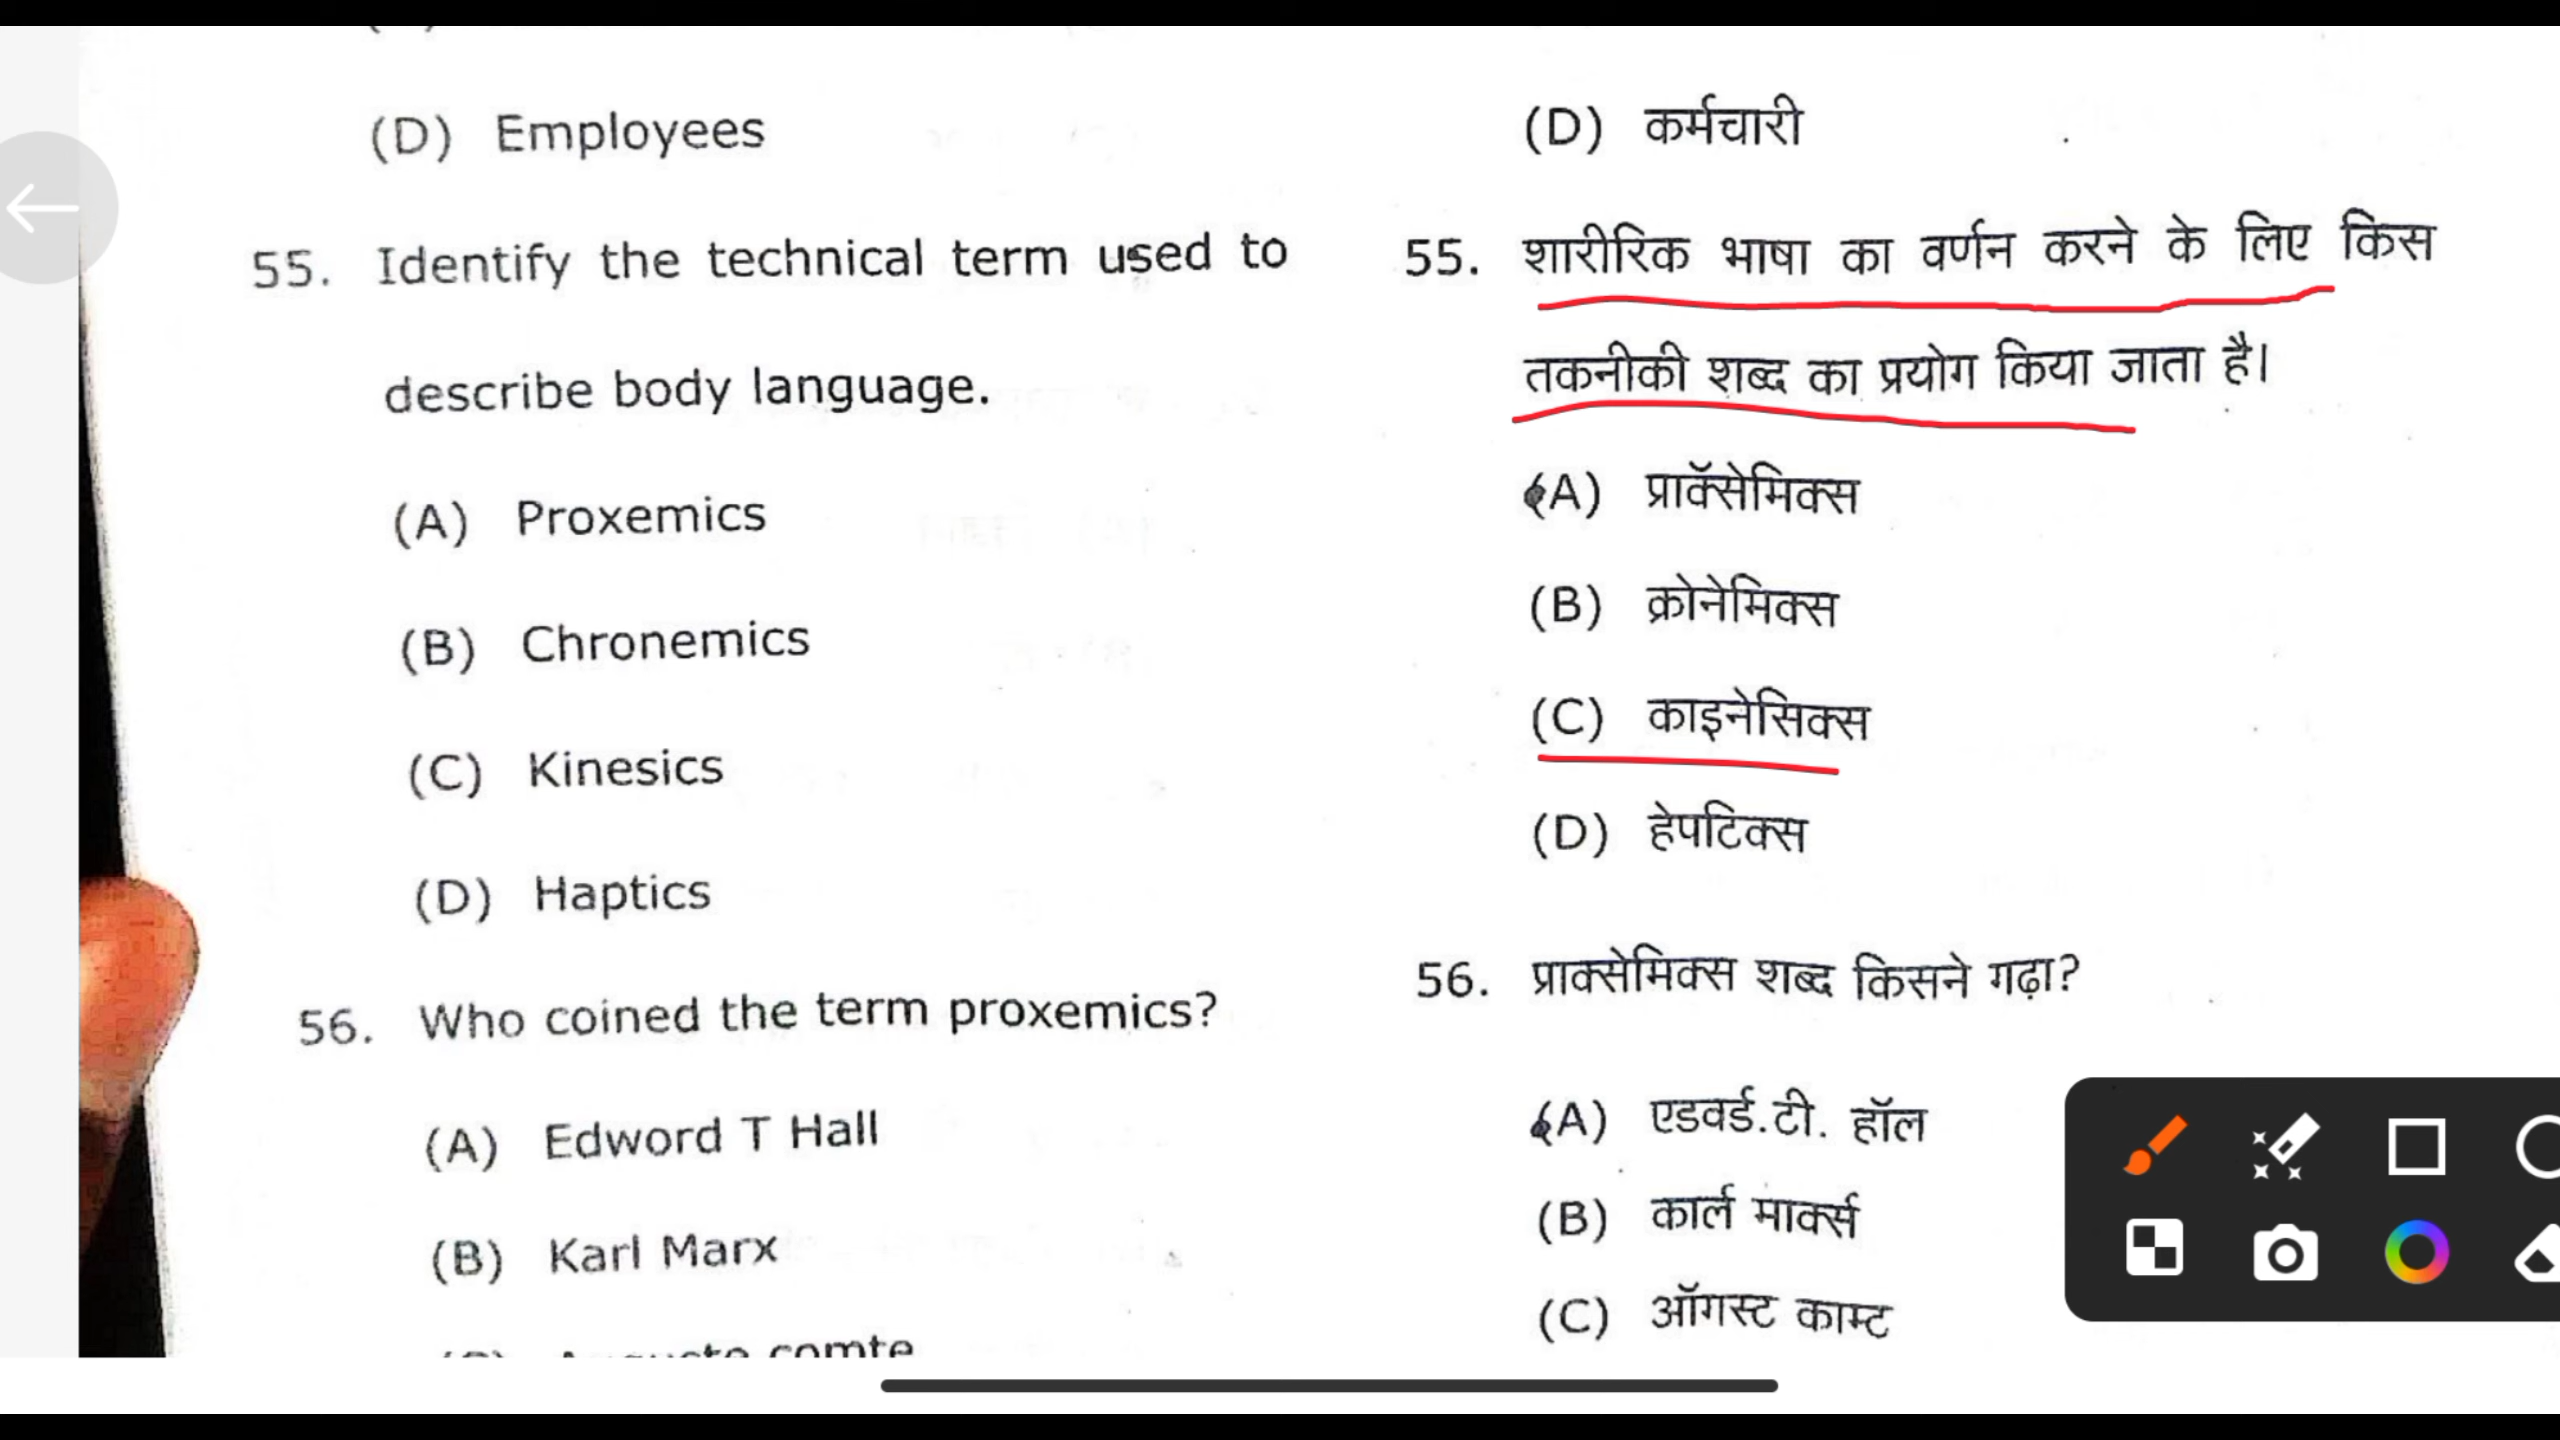 (D) Employees
55. Identify the technical term used to
describe body language.
(A) Proxemics
(B) Chronemics
(C) Kinesics
(D) Haptics
56. Who coined the term proxemics?
(A) Edword T Hall
(B) Karl Marx
comte
(D) कर्मचारी
55. शारीरिक भाषा का वर्णन करने के लिए किस
तकनीकी शब्द का प्रयोग किया जाता है।
(A) प्रॉक्सेमिक्स
(B) क्रोनेमिक्स
(C) काइनेसिक्स
(D) हेपटिक्स
56. प्राक्सेमिक्स शब्द किसने गढ़ा?
(A) एडवर्ड.टी. हॉल
(B) कार्ल मार्क्स
(C) ऑगस्ट काम्ट